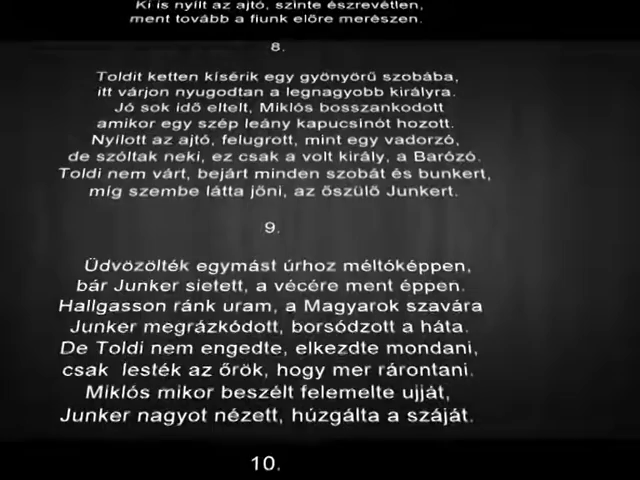 Ki is nyílt az ajtó, szinte észrevétlen,
ment tovább a fiunk előre merészen.
8.
Toldit ketten kísérik egy gyönyörű szobába,
itt várjon nyugodtan a legnagyobb királyra.
Jó sok idő eltelt, Miklós bosszankodott
amikor egy szép leány kapucsinót hozott.
Nyílott az ajtó, felugrott, mint egy vadorzó,
de szóltak neki, ez csak a volt király, a Barózó.
Toldi nem várt, bejárt minden szobát és bunkert,
míg szembe látta jőni, az őszülő Junkert.
9.
Üdvözölték egymást úrhoz méltóképpen,
bár Junker sietett, a vécére ment éppen.
Hallgasson ránk uram, a Magyarok szavára
Junker megrázkódott, borsódzott a háta.
De Toldi nem engedte, elkezdte mondani,
csak lesték az őrök, hogy mer rárontani.
Miklós mikor beszélt felemelte ujját,
Junker nagyot nézett, húzgálta a száját.
10.